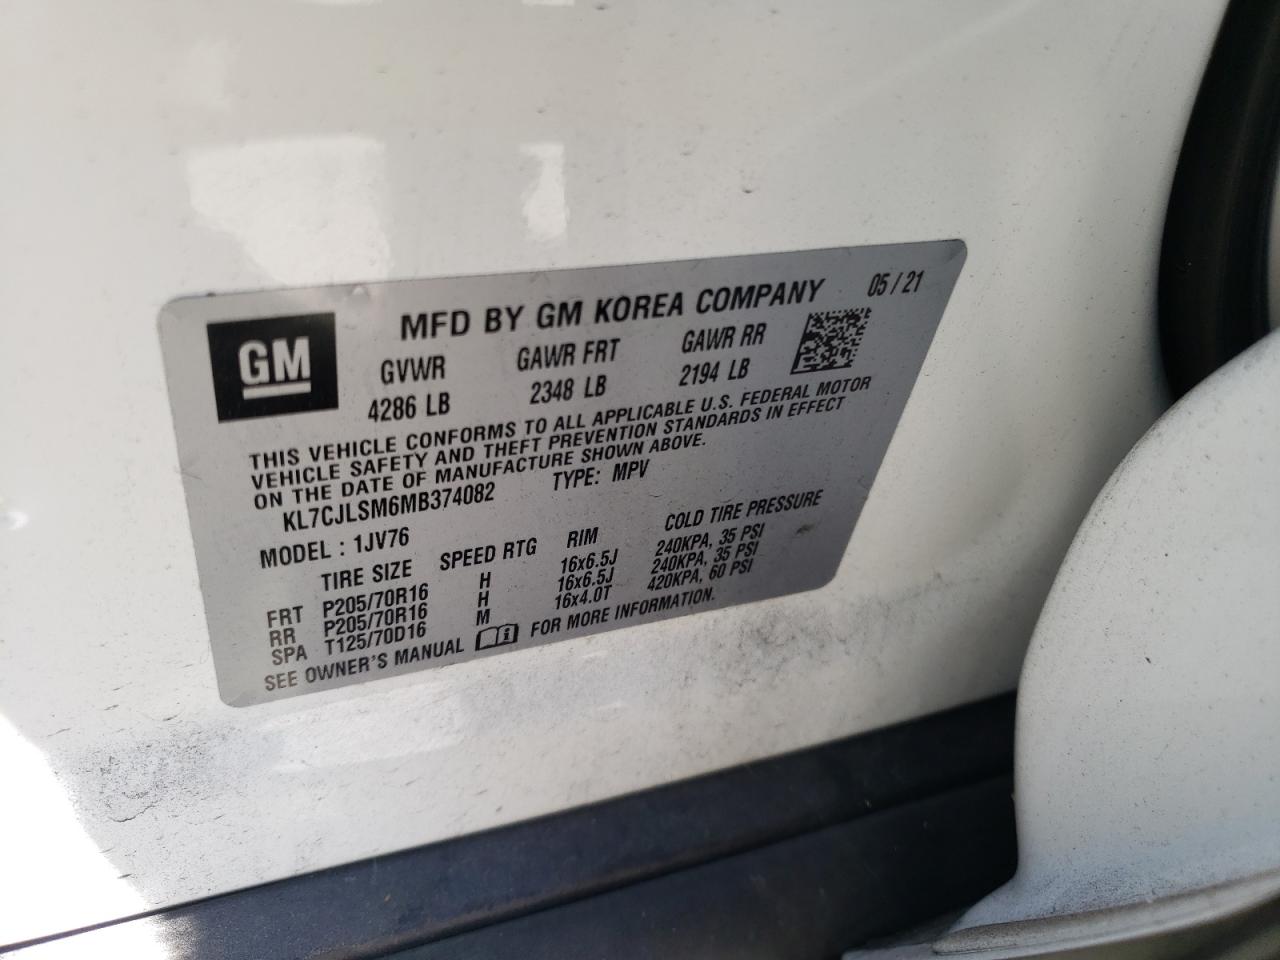 GM
MFD BY GM KOREA COMPANY 05 / 21
GVWR GAWR FRT GAWR RR
4286 LB 2348 LB 2194 LB
THIS VEHICLE CONFORMS TO ALL APPLICABLE U.S. FEDERAL MOTOR
VEHICLE SAFETY AND THEFT PREVENTION STANDARDS IN EFFECT
ON THE DATE OF MANUFACTURE SHOWN ABOVE.
KL7CJLSM6MB374082 TYPE: MPV
MODEL : 1JV76
TIRE SIZE SPEED RTG RIM COLD TIRE PRESSURE
FRT P205/70R16 H 16x6.5J 240KPA, 35 PSI
RR P205/70R16 H 16x6.5J 240KPA, 35 PSI
SPA T125/70D16 M 16x4.0T 420KPA, 60 PSI
SEE OWNER'S MANUAL FOR MORE INFORMATION.